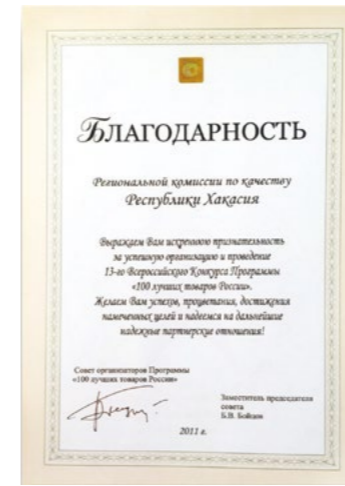 БЛАГОДАРНОСТЬ
Региональной комиссии по качеству
Республики Хакасия
Выражаем Вам искреннюю признательность
за успешную организацию и проведение
13-го Всероссийского Конкурса Программы
«100 лучших товаров России».
Желаем Вам успехов, процветания, достижения
намеченных целей и надеемся на дальнейшие
надежные партнерские отношения!
Совет организаторов Программы
«100 лучших товаров России»
Заместитель председателя
совета
Б.В. Бойцов
2011 г.